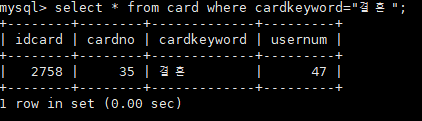 mysql> select * from card where cardkeyword="결혼";
+--------+--------+-------------+---------+
| idcard | cardno | cardkeyword | usernum |
+--------+--------+-------------+---------+
| 2758 | 35 | 결혼 | 47 |
+--------+--------+-------------+---------+
1 row in set (0.00 sec)